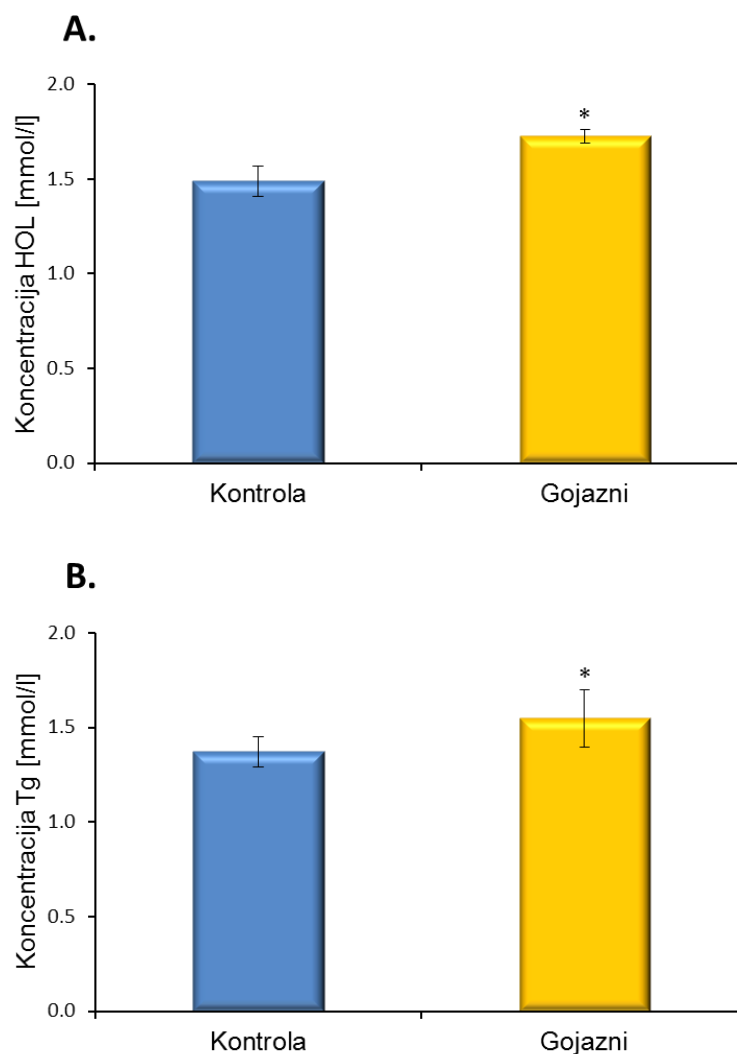 A.
Koncentracija HOL [mmol/l]
2.0
1.5
1.0
0.5
0.0
*
Kontrola
Gojazni
B.
Koncentracija Tg [mmol/l]
2.0
1.5
1.0
0.5
0.0
*
Kontrola
Gojazni